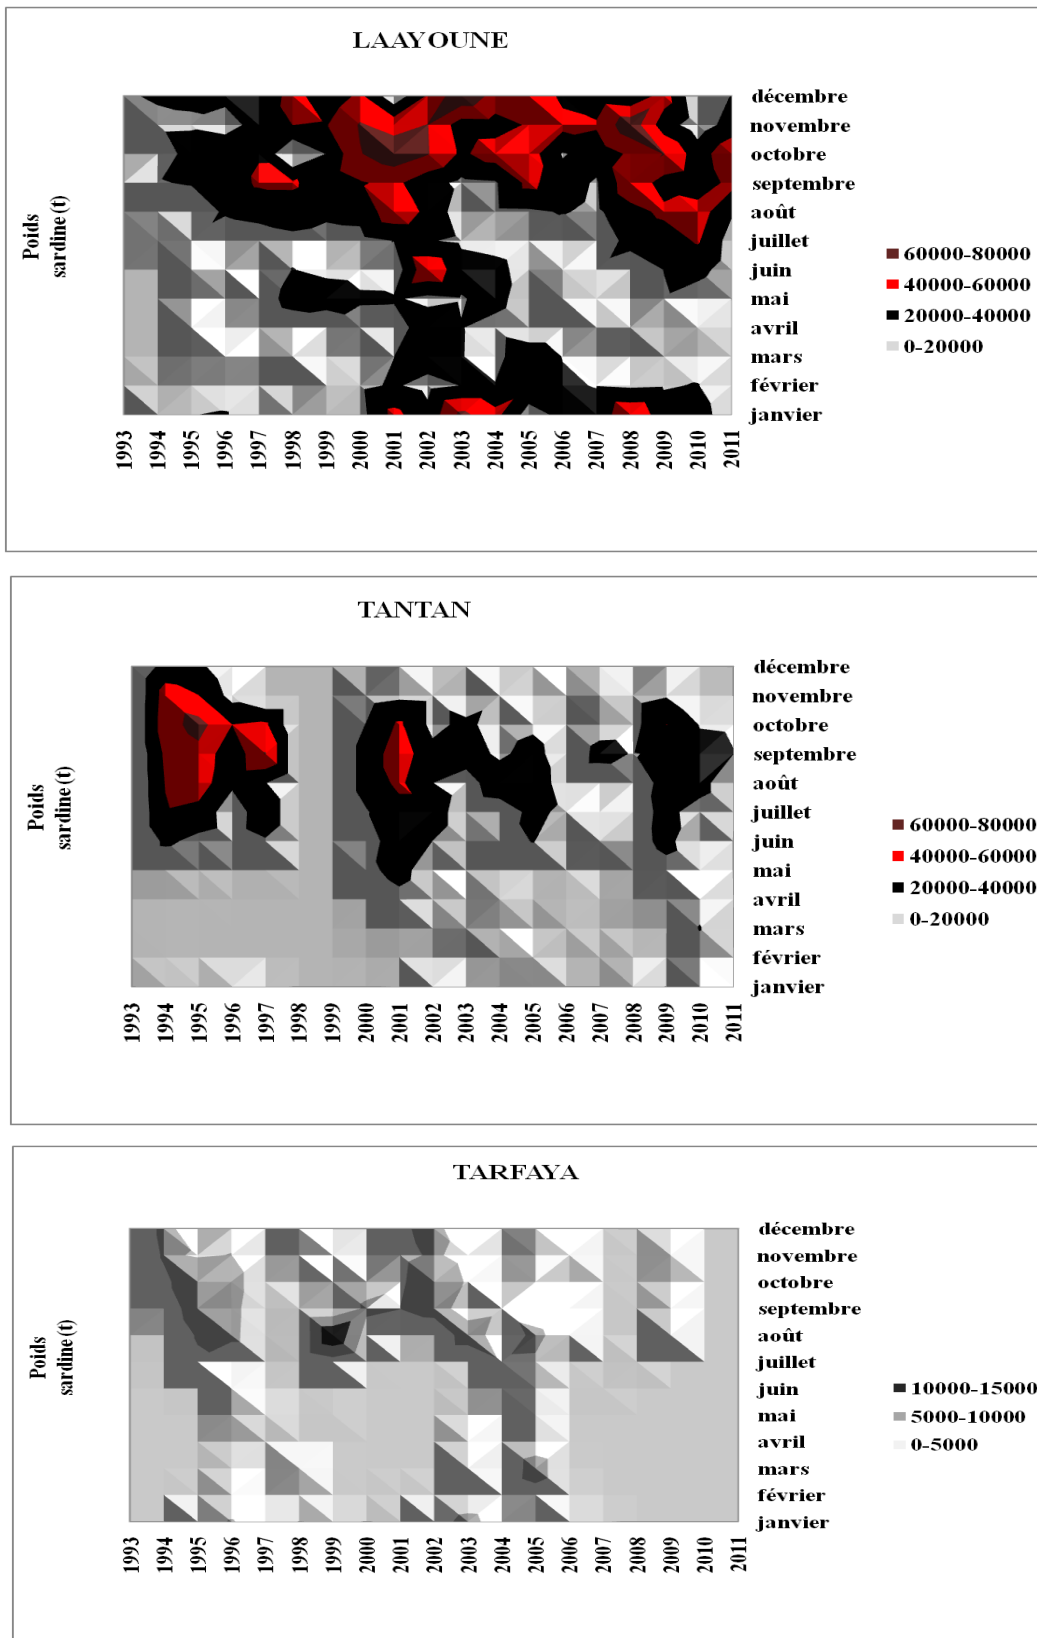 LAAYOUNE
Poids
sardine(t)
décembre
novembre
octobre
septembre
août
juillet
juin
mai
avril
mars
février
janvier
60000-80000
40000-60000
20000-40000
0-20000
1993
1994
1995
1996
1997
1998
1999
2000
2001
2002
2003
2004
2005
2006
2007
2008
2009
2010
2011
TANTAN
Poids
sardine(t)
décembre
novembre
octobre
septembre
août
juillet
juin
mai
avril
mars
février
janvier
60000-80000
40000-60000
20000-40000
0-20000
1993
1994
1995
1996
1997
1998
1999
2000
2001
2002
2003
2004
2005
2006
2007
2008
2009
2010
2011
TARFAYA
Poids
sardine(t)
décembre
novembre
octobre
septembre
août
juillet
juin
mai
avril
mars
février
janvier
10000-15000
5000-10000
0-5000
1993
1994
1995
1996
1997
1998
1999
2000
2001
2002
2003
2004
2005
2006
2007
2008
2009
2010
2011